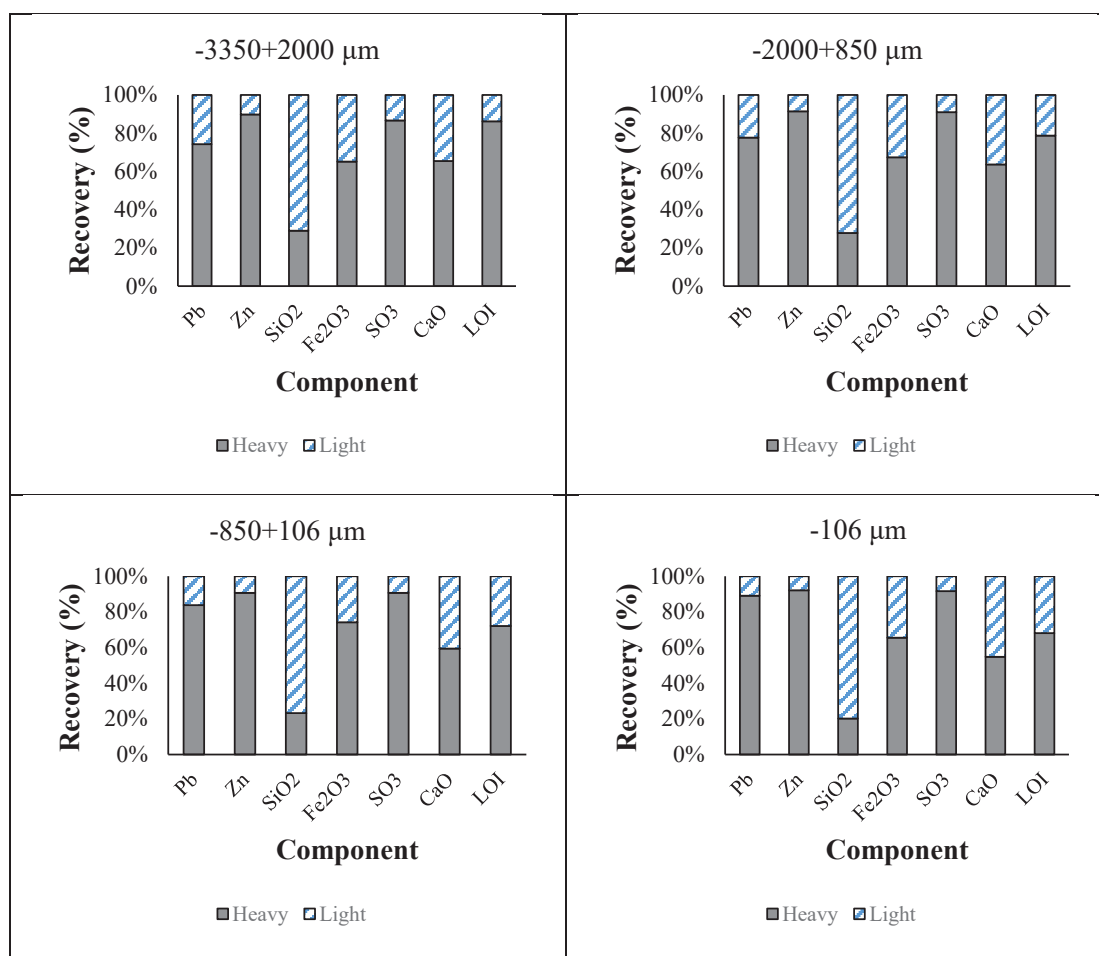 -3350+2000 µm
Recovery (%)
100%
80%
60%
40%
20%
0%
Pb
Zn
SiO2
Fe2O3
SO3
CaO
LOI
Component
Heavy
Light
-2000+850 µm
Recovery (%)
100%
80%
60%
40%
20%
0%
Pb
Zn
SiO2
Fe2O3
SO3
CaO
LOI
Component
Heavy
Light
-850+106 µm
Recovery (%)
100%
80%
60%
40%
20%
0%
Pb
Zn
SiO2
Fe2O3
SO3
CaO
LOI
Component
Heavy
Light
-106 µm
Recovery (%)
100%
80%
60%
40%
20%
0%
Pb
Zn
SiO2
Fe2O3
SO3
CaO
LOI
Component
Heavy
Light